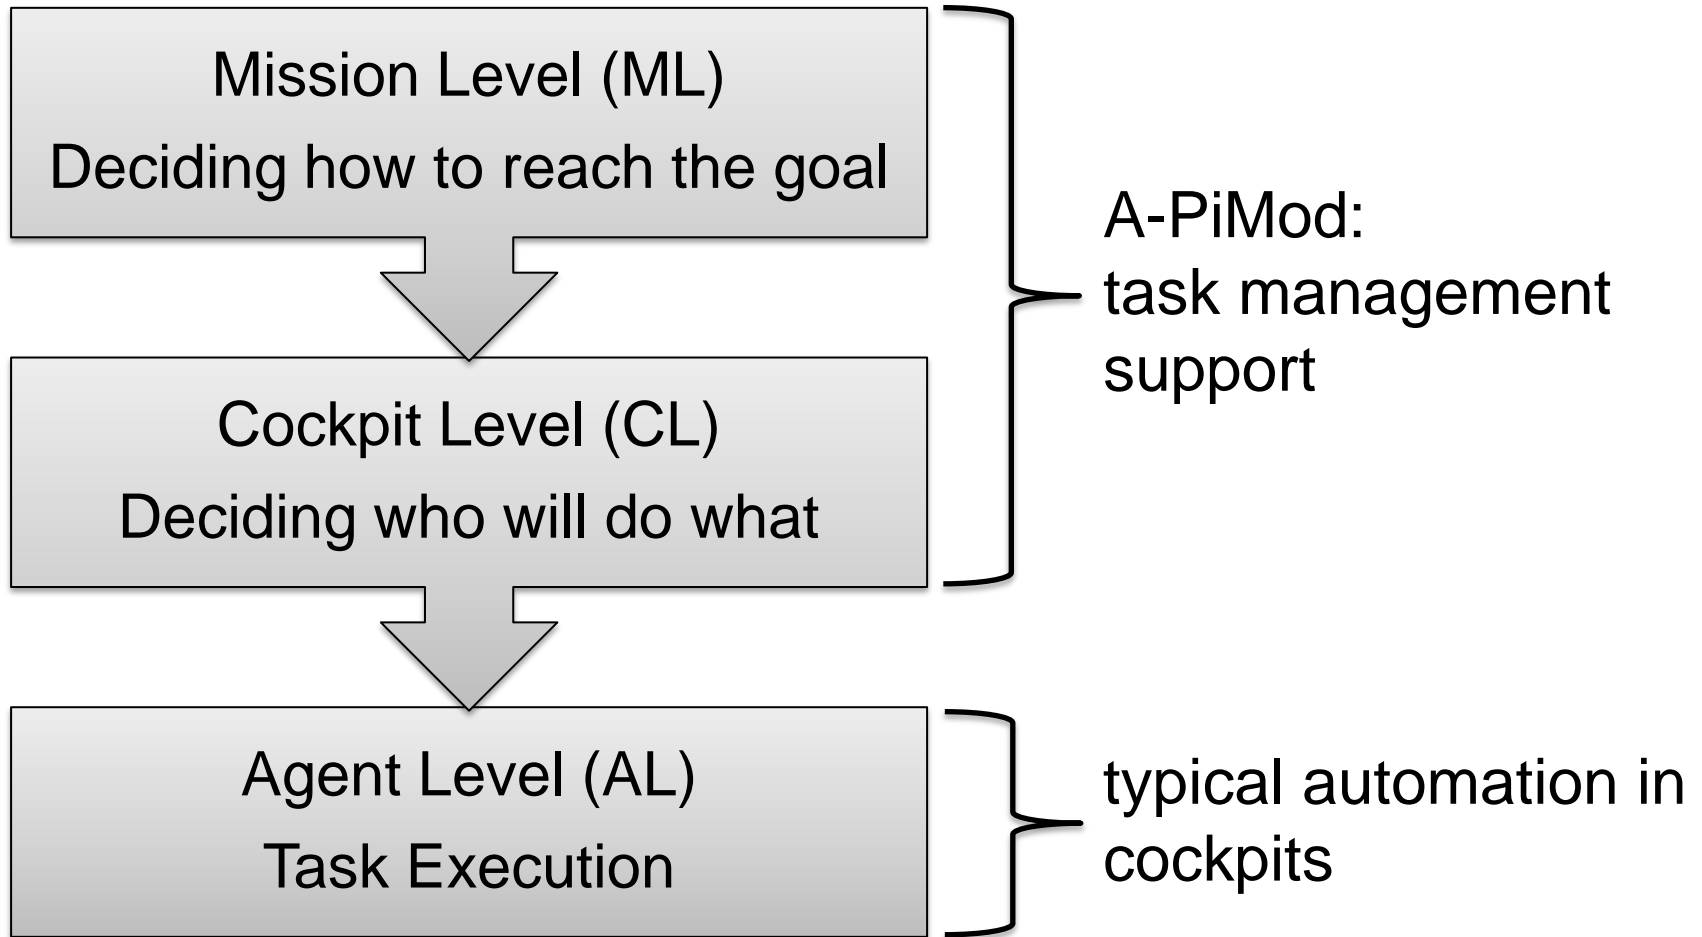 Mission Level (ML)
Deciding how to reach the goal
A-PiMod:
task management
support
Cockpit Level (CL)
Deciding who will do what
Agent Level (AL)
Task Execution
typical automation in
cockpits